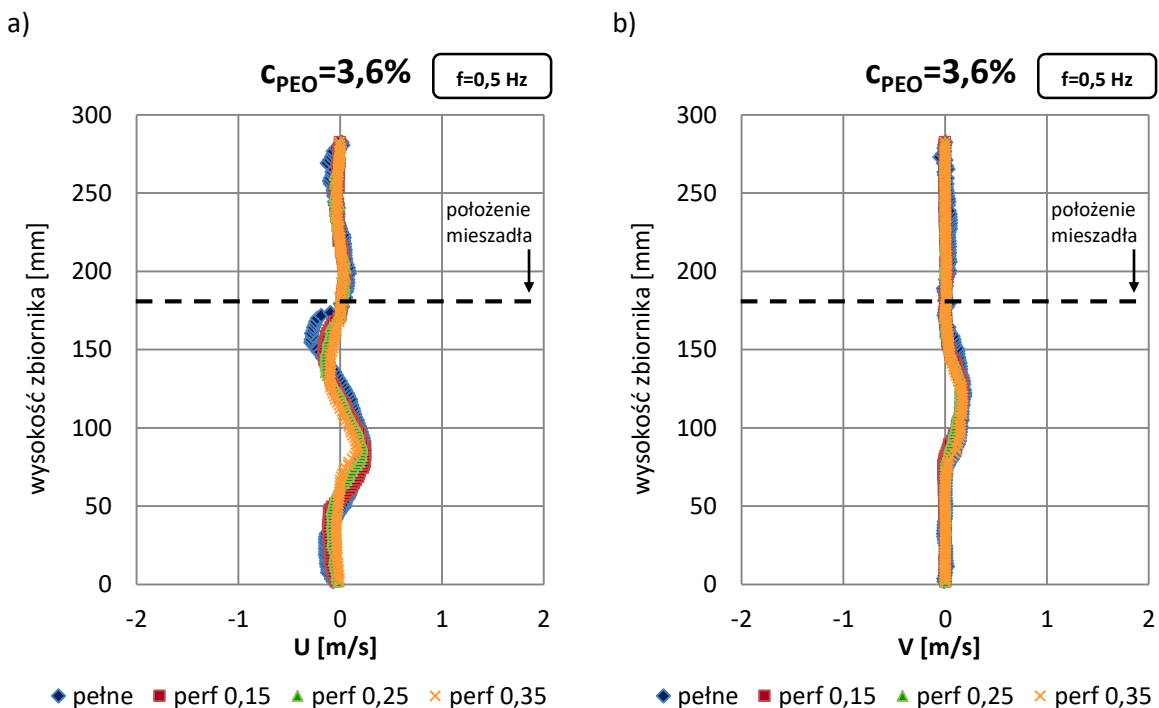 a)
c_PEO=3,6%
f=0,5 Hz
300
250
200
150
100
50
0
wysokość zbiornika [mm]
położenie
mieszadła
-2 -1 0 1 2
U [m/s]
pełne perf 0,15 perf 0,25 perf 0,35
b)
c_PEO=3,6%
f=0,5 Hz
300
250
200
150
100
50
0
wysokość zbiornika [mm]
położenie
mieszadła
-2 -1 0 1 2
V [m/s]
pełne perf 0,15 perf 0,25 perf 0,35